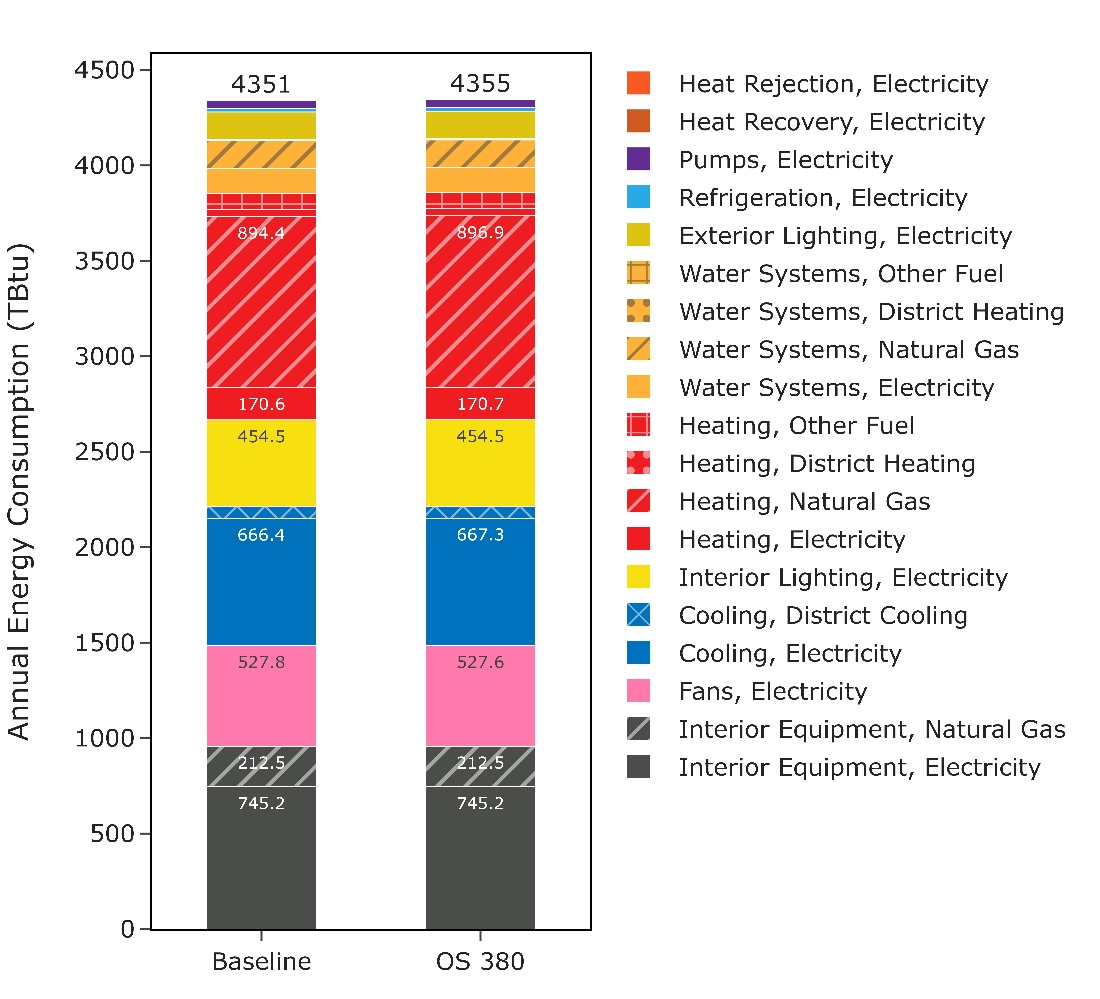 Annual Energy Consumption (TBtu)
4500
4000
3500
3000
2500
2000
1500
1000
500
0
4351
894.4
170.6
454.5
666.4
527.8
212.5
745.2
Baseline
4355
896.9
170.7
454.5
667.3
527.6
212.5
745.2
OS 380
Heat Rejection, Electricity
Heat Recovery, Electricity
Pumps, Electricity
Refrigeration, Electricity
Exterior Lighting, Electricity
Water Systems, Other Fuel
Water Systems, District Heating
Water Systems, Natural Gas
Water Systems, Electricity
Heating, Other Fuel
Heating, District Heating
Heating, Natural Gas
Heating, Electricity
Interior Lighting, Electricity
Cooling, District Cooling
Cooling, Electricity
Fans, Electricity
Interior Equipment, Natural Gas
Interior Equipment, Electricity